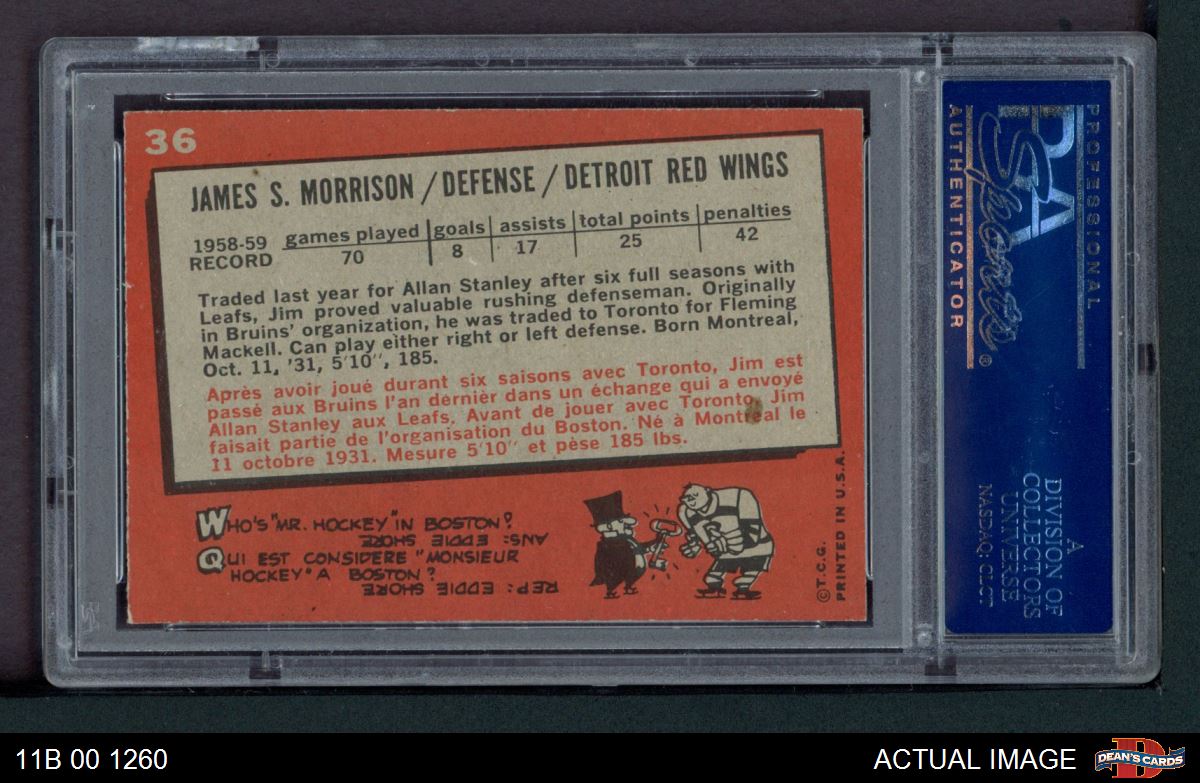 36
JAMES S. MORRISON / DEFENSE / DETROIT RED WINGS
1958-59 RECORD
games played | goals | assists | total points | penalties
70 8 17 25 42
Traded last year for Allan Stanley after six full seasons with
Leafs, Jim proved valuable rushing defenseman. Originally
in Bruins' organization, he was traded to Toronto for Fleming
Mackell. Can play either right or left defense. Born Montreal,
Oct. 11, '31, 5'10'', 185.
Après avoir joué durant six saisons avec Toronto, Jim est
passé aux Bruins l'an dernièr dans un échange qui a envoyé
Allan Stanley aux Leafs. Avant de jouer avec Toronto, Jim
faisait partie de l'organisation du Boston. Né à Montreal le
11 octobre 1931. Mesure 5'10'' et pèse 185 lbs.
WHO'S "MR. HOCKEY" IN BOSTON?
ANS: EDDIE SHORE
QUI EST CONSIDERE "MONSIEUR
HOCKEY" A BOSTON?
REP: EDDIE SHORE
©T.C.G.
PRINTED IN U.S.A.
PROFESSIONAL
PSA
Sports®
AUTHENTICATOR
A
DIVISION OF
COLLECTORS
UNIVERSE
NASDAQ: CLCT
11B 00 1260
ACTUAL IMAGE
DEAN'S CARDS